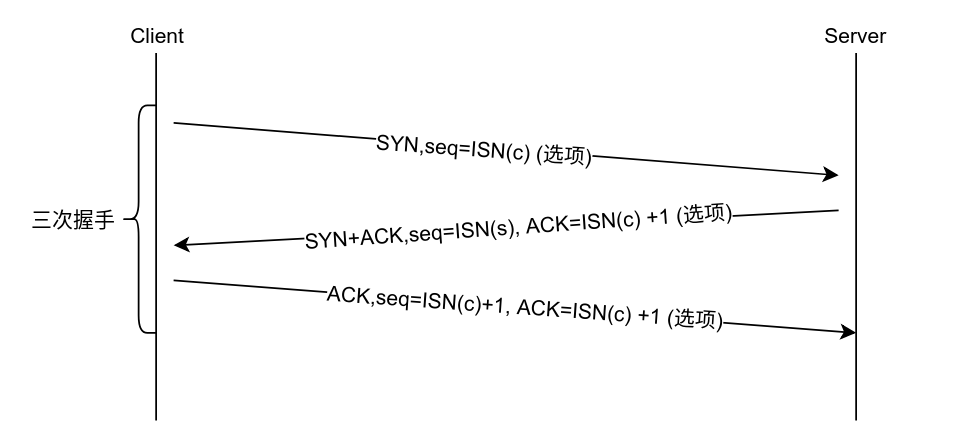 Client
Server
SYN,seq=ISN(c) (选项)
三次握手
SYN+ACK,seq=ISN(s), ACK=ISN(c) +1 (选项)
ACK,seq=ISN(c)+1, ACK=ISN(c) +1 (选项)